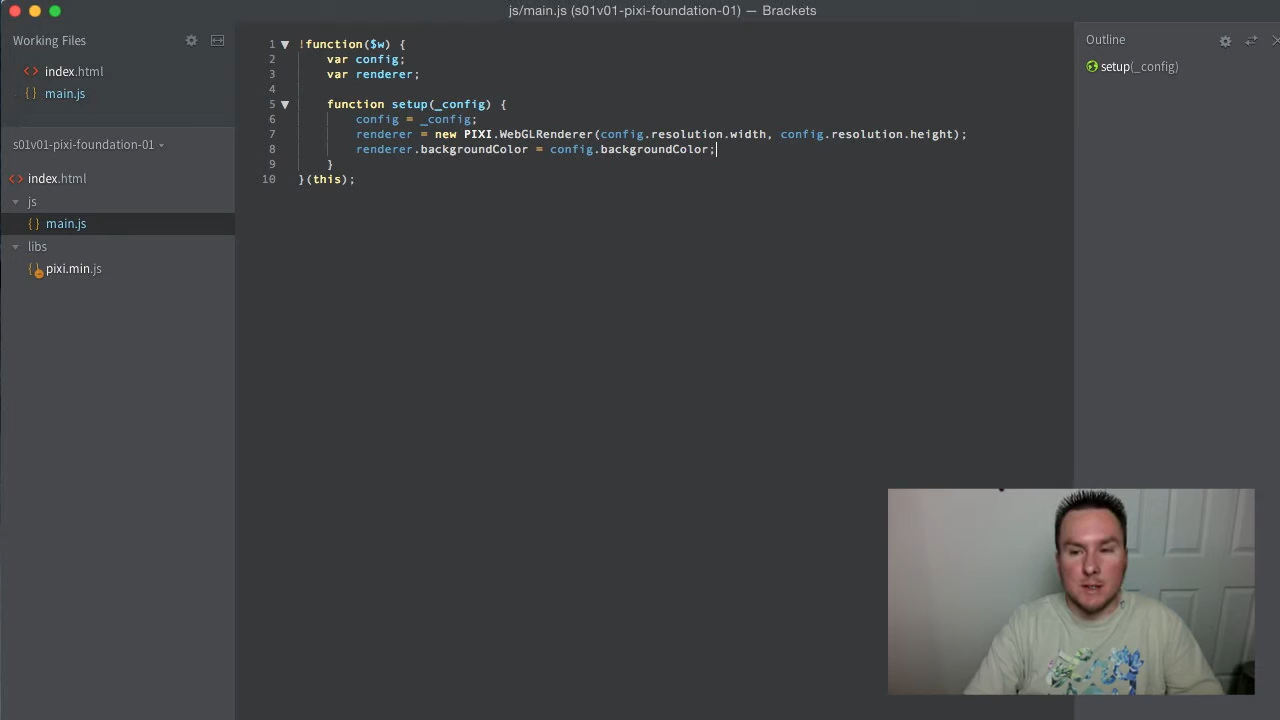 js/main.js (s01v01-pixi-foundation-01) — Brackets
Working Files
index.html
main.js
s01v01-pixi-foundation-01
index.html
js
main.js
libs
pixi.min.js
1 !function($w) {
2 var config;
3 var renderer;
4
5 function setup(_config) {
6 config = _config;
7 renderer = new PIXI.WebGLRenderer(config.resolution.width, config.resolution.height);
8 renderer.backgroundColor = config.backgroundColor;
9 }
10 }(this);
Outline
setup(_config)